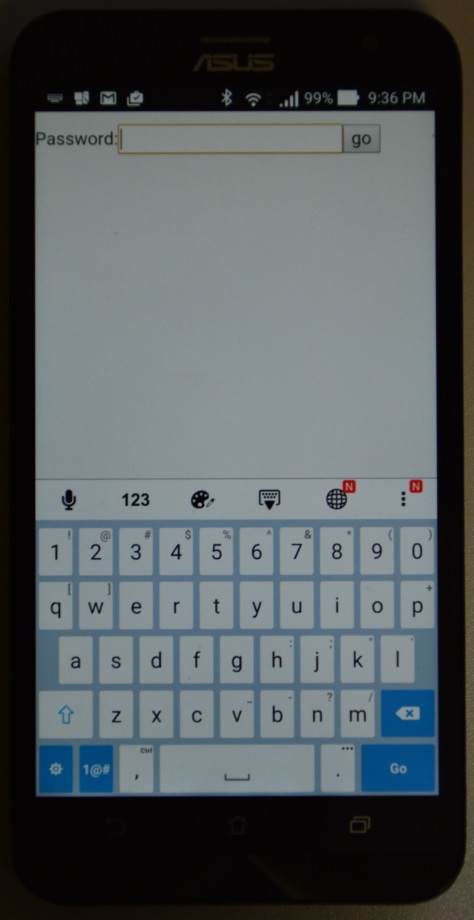 ASUS
99% 9:36 PM
Password: go
123
N N
! @ # $ % ^ & * ( )
1 2 3 4 5 6 7 8 9 0
[ ] +
q w e r t y u i o p
: ; " '
a s d f g h j k l
_ - ? /
z x c v b n m
Ctrl ...
1@# , . Go